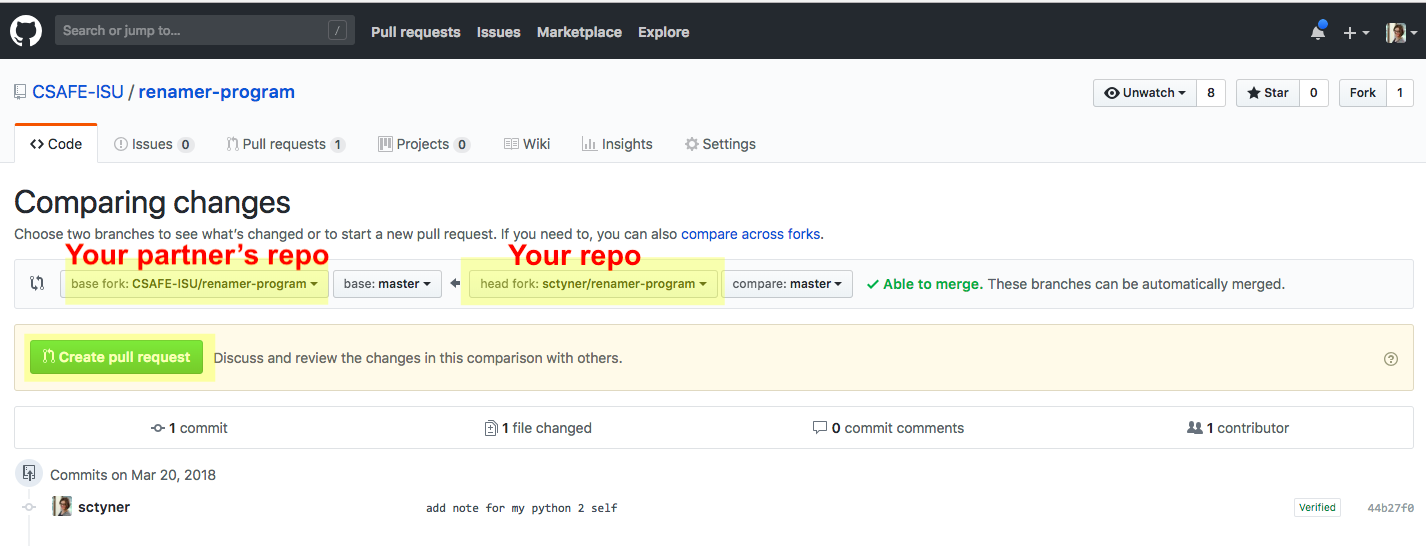 Search or jump to... /
Pull requests Issues Marketplace Explore
CSAFE-ISU / renamer-program
Unwatch 8 Star 0 Fork 1
Code Issues 0 Pull requests 1 Projects 0 Wiki Insights Settings
Comparing changes
Choose two branches to see what's changed or to start a new pull request. If you need to, you can also compare across forks.
Your partner's repo Your repo
base fork: CSAFE-ISU/renamer-program base: master head fork: sctyner/renamer-program compare: master Able to merge. These branches can be automatically merged.
Create pull request Discuss and review the changes in this comparison with others.
1 commit 1 file changed 0 commit comments 1 contributor
Commits on Mar 20, 2018
sctyner add note for my python 2 self Verified 44b27f0